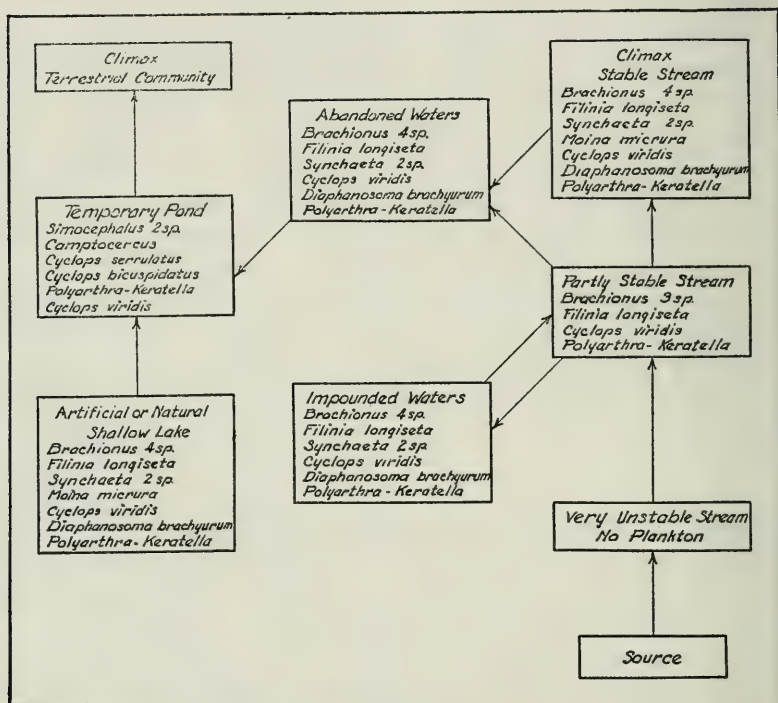 Climax
Terrestrial Community
Abandoned Waters
Brachionus 4sp.
Filinia longiseta
Synchaeta 2sp.
Cyclops viridis
Diaphanosoma brachyurum
Polyarthra-Keratella
Climax
Stable Stream
Brachionus 4sp.
Filinia longiseta
Synchaeta 2sp.
Moina micrura
Cyclops viridis
Diaphanosoma brachyurum
Polyarthra-Keratella
Temporary Pond
Simocephalus 2sp.
Camptocercus
Cyclops serrulatus
Cyclops bicuspidatus
Polyarthra-Keratella
Cyclops viridis
Partly Stable Stream
Brachionus 3sp.
Filinia longiseta
Cyclops viridis
Polyarthra-Keratella
Artificial or Natural
Shallow Lake
Brachionus 4sp.
Filinia longiseta
Synchaeta 2sp.
Moina micrura
Cyclops viridis
Diaphanosoma brachyurum
Polyarthra-Keratella
Impounded Waters
Brachionus 4sp.
Filinia longiseta
Synchaeta 2sp.
Cyclops viridis
Diaphanosoma brachyurum
Polyarthra-Keratella
Very Unstable Stream
No Plankton
Source